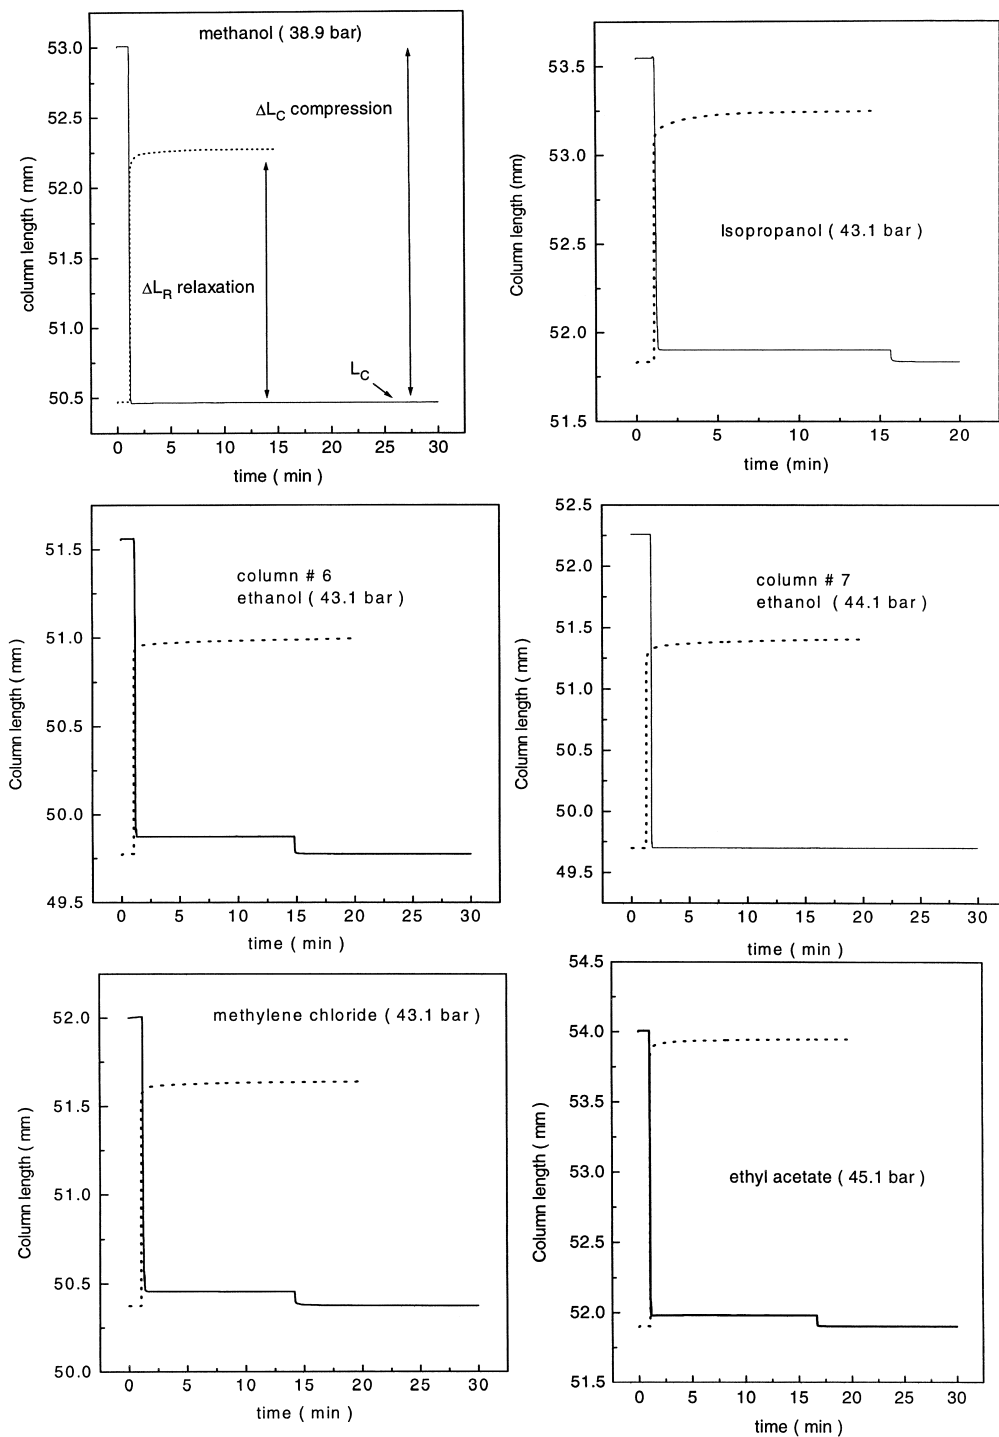 methanol ( 38.9 bar)
ΔL_C compression
ΔL_R relaxation
L_C
53.0
52.5
52.0
51.5
51.0
50.5
column length ( mm )
0 5 10 15 20 25 30
time ( min )
Isopropanol ( 43.1 bar )
53.5
53.0
52.5
52.0
51.5
Column length (mm)
0 5 10 15 20
time (min)
column # 6
ethanol ( 43.1 bar )
51.5
51.0
50.5
50.0
49.5
Column length ( mm )
0 5 10 15 20 25 30
time ( min )
column # 7
ethanol ( 44.1 bar )
52.5
52.0
51.5
51.0
50.5
50.0
49.5
Column length ( mm )
0 5 10 15 20 25 30
time ( min )
methylene chloride ( 43.1 bar )
52.0
51.5
51.0
50.5
50.0
Column length ( mm )
0 5 10 15 20 25 30
time ( min )
ethyl acetate ( 45.1 bar )
54.5
54.0
53.5
53.0
52.5
52.0
51.5
Column length ( mm )
0 5 10 15 20 25 30
time ( min )